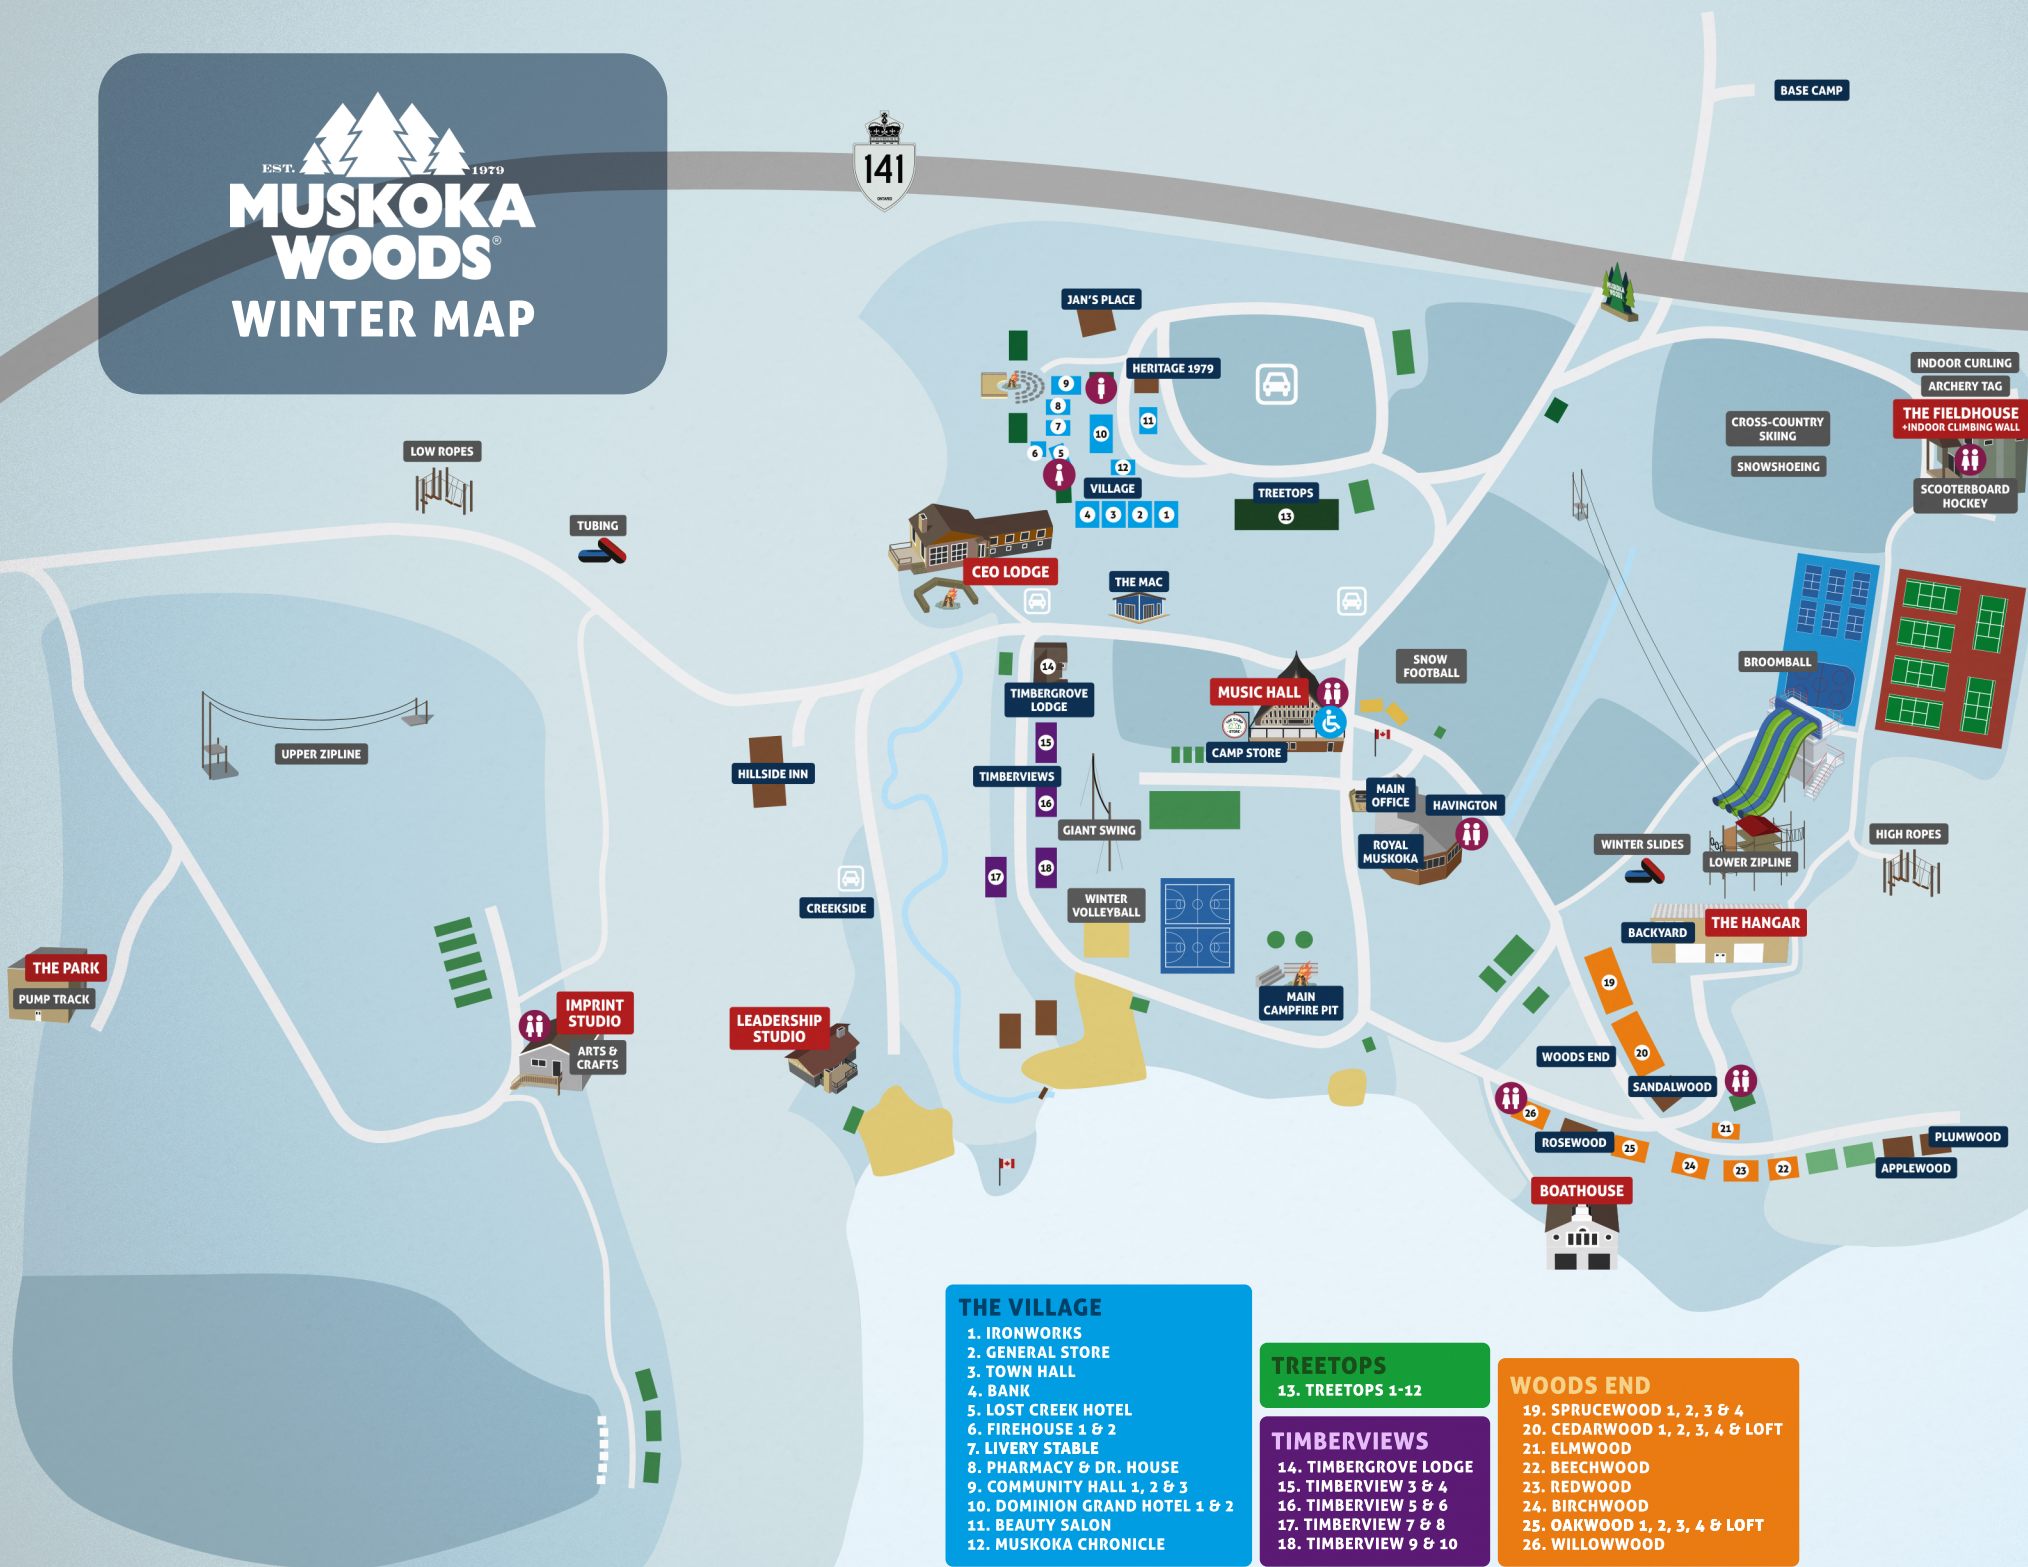 EST. 1979
MUSKOKA
WOODS®
WINTER MAP
141
ONTARIO
BASE CAMP
MUSKOKA
WOODS
JAN'S PLACE
HERITAGE 1979
9
8
7
10
11
6
5
12
VILLAGE
4
3
2
1
TREETOPS
13
INDOOR CURLING
ARCHERY TAG
THE FIELDHOUSE
+INDOOR CLIMBING WALL
CROSS-COUNTRY
SKIING
SNOWSHOEING
SCOOTERBOARD
HOCKEY
LOW ROPES
TUBING
CEO LODGE
THE MAC
14
TIMBERGROVE
LODGE
MUSIC HALL
SNOW
FOOTBALL
BROOMBALL
UPPER ZIPLINE
HILLSIDE INN
15
TIMBERVIEWS
16
GIANT SWING
THE CAMP
STORE
CAMP STORE
MAIN
OFFICE
HAVINGTON
ROYAL
MUSKOKA
WINTER SLIDES
LOWER ZIPLINE
HIGH ROPES
17
18
WINTER
VOLLEYBALL
CREEKSIDE
BACKYARD
THE HANGAR
THE PARK
PUMP TRACK
IMPRINT
STUDIO
ARTS &
CRAFTS
LEADERSHIP
STUDIO
MAIN
CAMPFIRE PIT
19
20
WOODS END
SANDALWOOD
26
ROSEWOOD
25
21
24
23
22
PLUMWOOD
APPLEWOOD
BOATHOUSE
THE VILLAGE
1. IRONWORKS
2. GENERAL STORE
3. TOWN HALL
4. BANK
5. LOST CREEK HOTEL
6. FIREHOUSE 1 & 2
7. LIVERY STABLE
8. PHARMACY & DR. HOUSE
9. COMMUNITY HALL 1, 2 & 3
10. DOMINION GRAND HOTEL 1 & 2
11. BEAUTY SALON
12. MUSKOKA CHRONICLE
TREETOPS
13. TREETOPS 1-12
TIMBERVIEWS
14. TIMBERGROVE LODGE
15. TIMBERVIEW 3 & 4
16. TIMBERVIEW 5 & 6
17. TIMBERVIEW 7 & 8
18. TIMBERVIEW 9 & 10
WOODS END
19. SPRUCEWOOD 1, 2, 3 & 4
20. CEDARWOOD 1, 2, 3, 4 & LOFT
21. ELMWOOD
22. BEECHWOOD
23. REDWOOD
24. BIRCHWOOD
25. OAKWOOD 1, 2, 3, 4 & LOFT
26. WILLOWWOOD